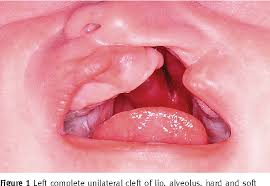 Figure 1 Left complete unilateral cleft of lip, alveolus, hard and soft